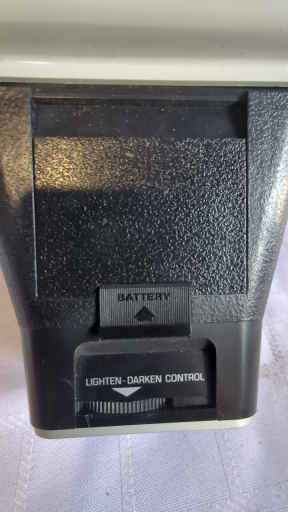 BATTERY
LIGHTEN-DARKEN CONTROL